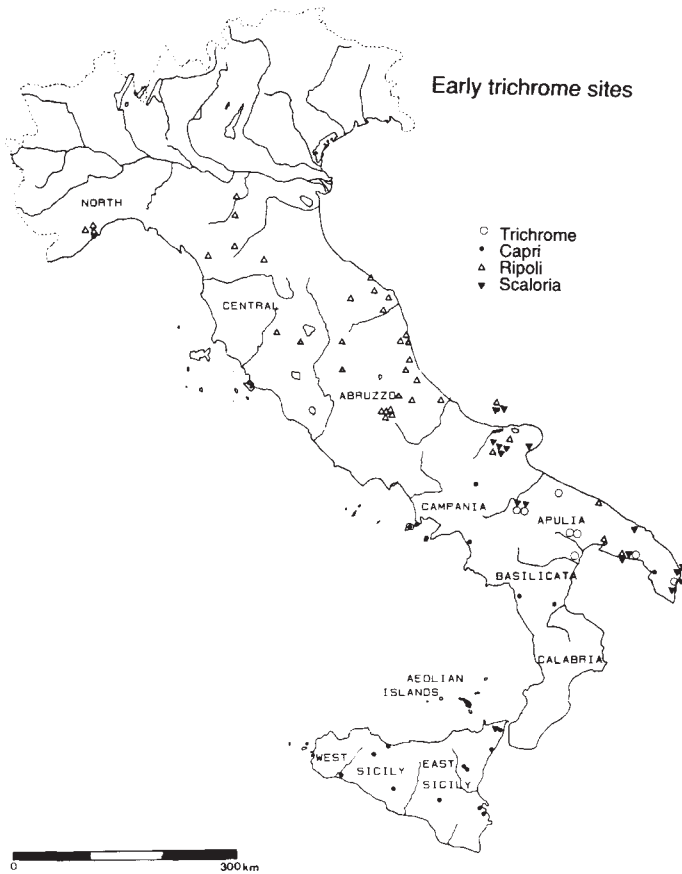 Early trichrome sites
NORTH
Trichrome
Capri
Ripoli
Scaloria
CENTRAL
ABRUZZO
CAMPANIA
APULIA
BASILICATA
CALABRIA
AEOLIAN
ISLANDS
WEST
SICILY
EAST
SICILY
0 300km